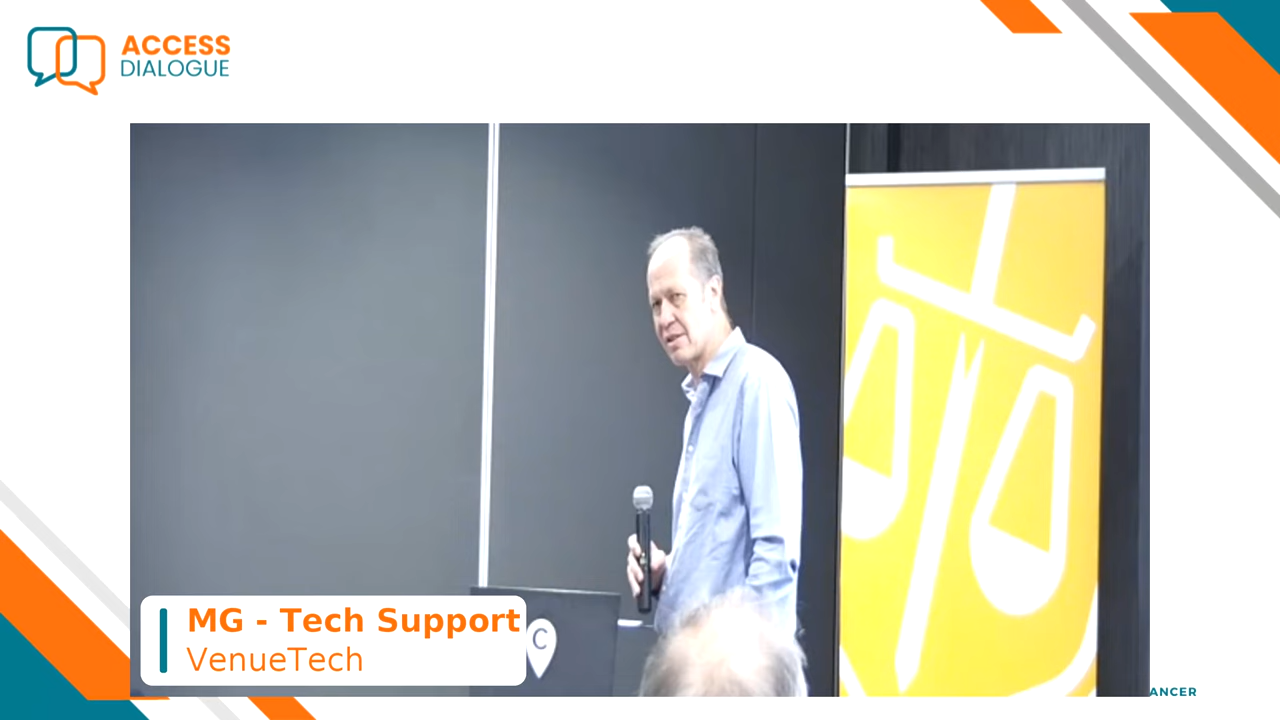 ACCESS
DIALOGUE
MG - Tech Support
VenueTech
C
ANCER